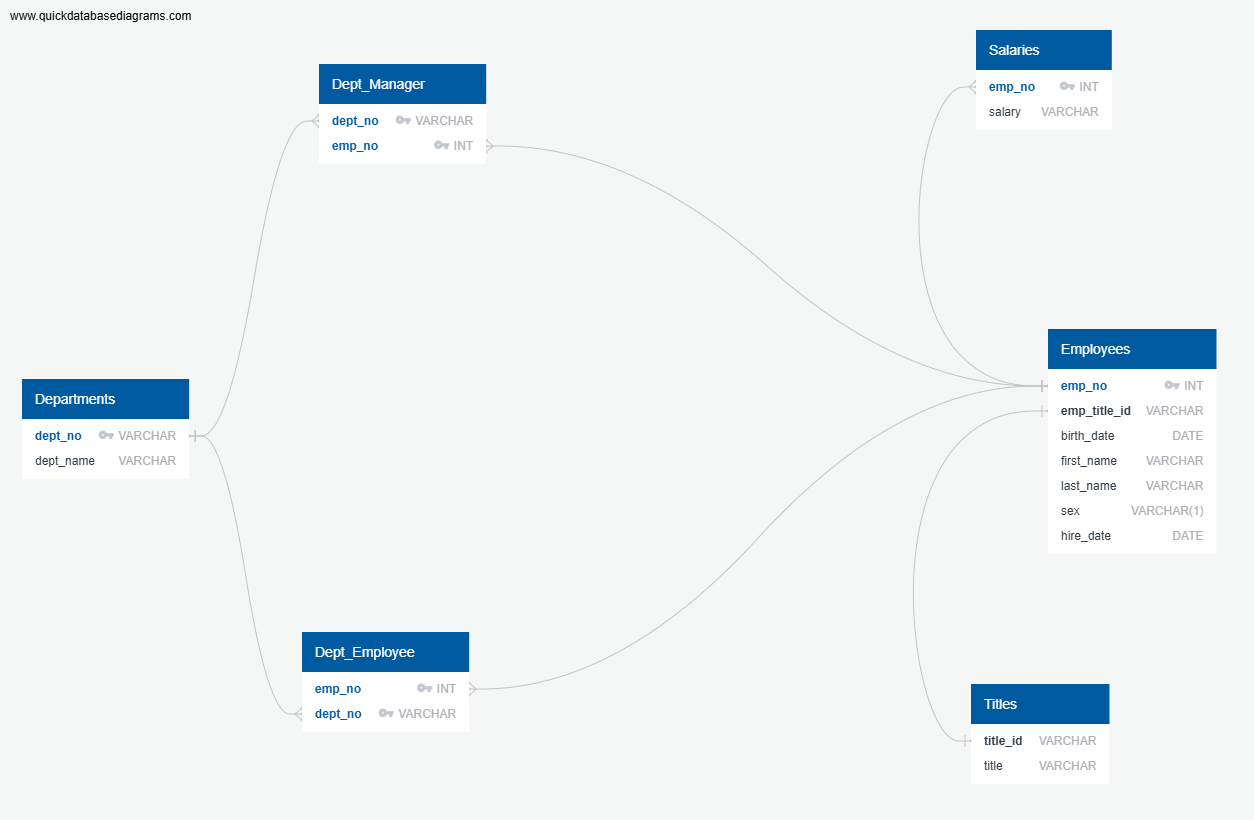 www.quickdatabasediagrams.com
Dept_Manager
dept_no VARCHAR
emp_no INT
Salaries
emp_no INT
salary VARCHAR
Departments
dept_no VARCHAR
dept_name VARCHAR
Employees
emp_no INT
emp_title_id VARCHAR
birth_date DATE
first_name VARCHAR
last_name VARCHAR
sex VARCHAR(1)
hire_date DATE
Dept_Employee
emp_no INT
dept_no VARCHAR
Titles
title_id VARCHAR
title VARCHAR